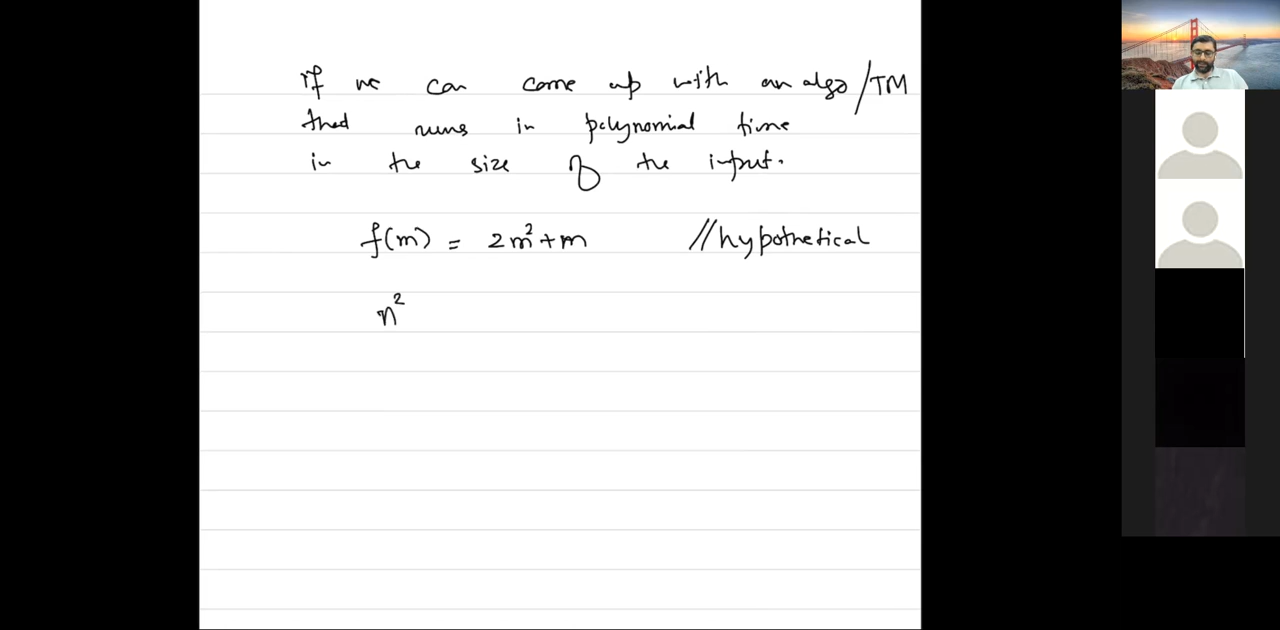 if we can come up with an algo/TM
that runs in polynomial time
in the size of the input.
f(m) = 2m²+m //hypothetical
n²